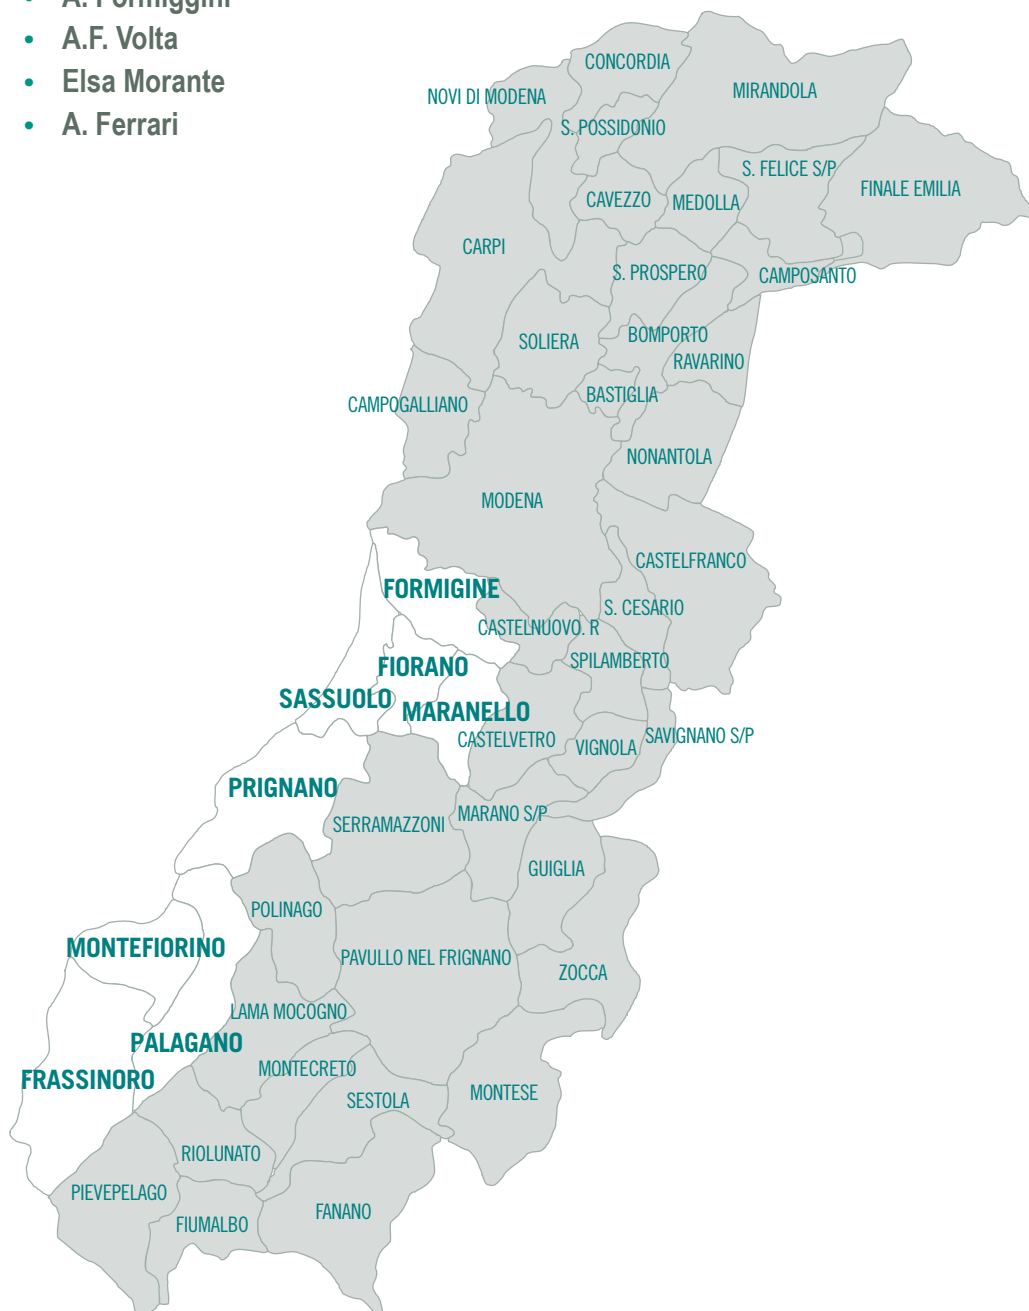 • A. Formiggini
• A.F. Volta
• Elsa Morante
• A. Ferrari
CONCORDIA
MIRANDOLA
NOVI DI MODENA
S. POSSIDONIO
S. FELICE S/P
FINALE EMILIA
CAVEZZO
MEDOLLA
CARPI
S. PROSPERO
CAMPOSANTO
SOLIERA
BOMPORTO
RAVARINO
BASTIGLIA
CAMPOGALLIANO
NONANTOLA
MODENA
CASTELFRANCO
FORMIGINE
S. CESARIO
CASTELNUOVO. R
SPILAMBERTO
FIORANO
SASSUOLO
MARANELLO
CASTELVETRO
VIGNOLA
SAVIGNANO S/P
PRIGNANO
MARANO S/P
SERRAMAZZONI
GUIGLIA
POLINAGO
MONTEFIORINO
PAVULLO NEL FRIGNANO
ZOCCA
LAMA MOCOGNO
PALAGANO
MONTECRETO
FRASSINORO
SESTOLA
MONTESE
RIOLUNATO
PIEVEPELAGO
FANANO
FIUMALBO